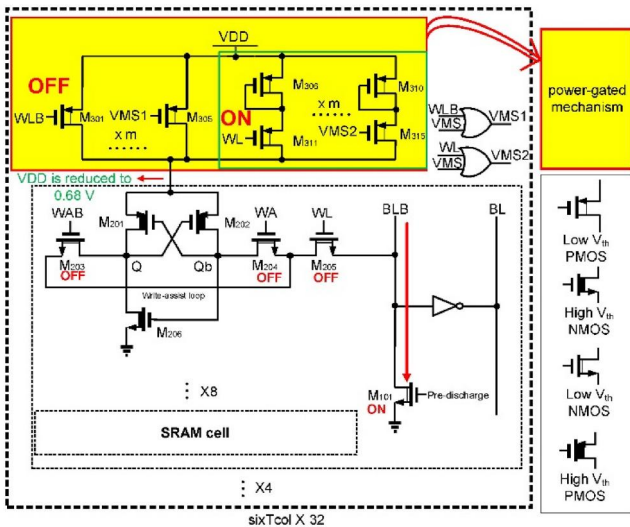 VDD
OFF
WLB
M301
VMS1
M305
x m
ON
WL
M306
M311
x m
VMS2
M310
M315
WLB
VMS
VMS1
WL
VMS
VMS2
power-gated
mechanism
VDD is reduced to
0.68 V
WAB
M203
OFF
M201
M202
Q
Qb
WA
M204
OFF
WL
M205
OFF
BLB
BL
Write-assist loop
M206
M101
ON
Pre-discharge
X8
SRAM cell
X4
sixTcol X 32
Low Vth
PMOS
High Vth
NMOS
Low Vth
NMOS
High Vth
PMOS